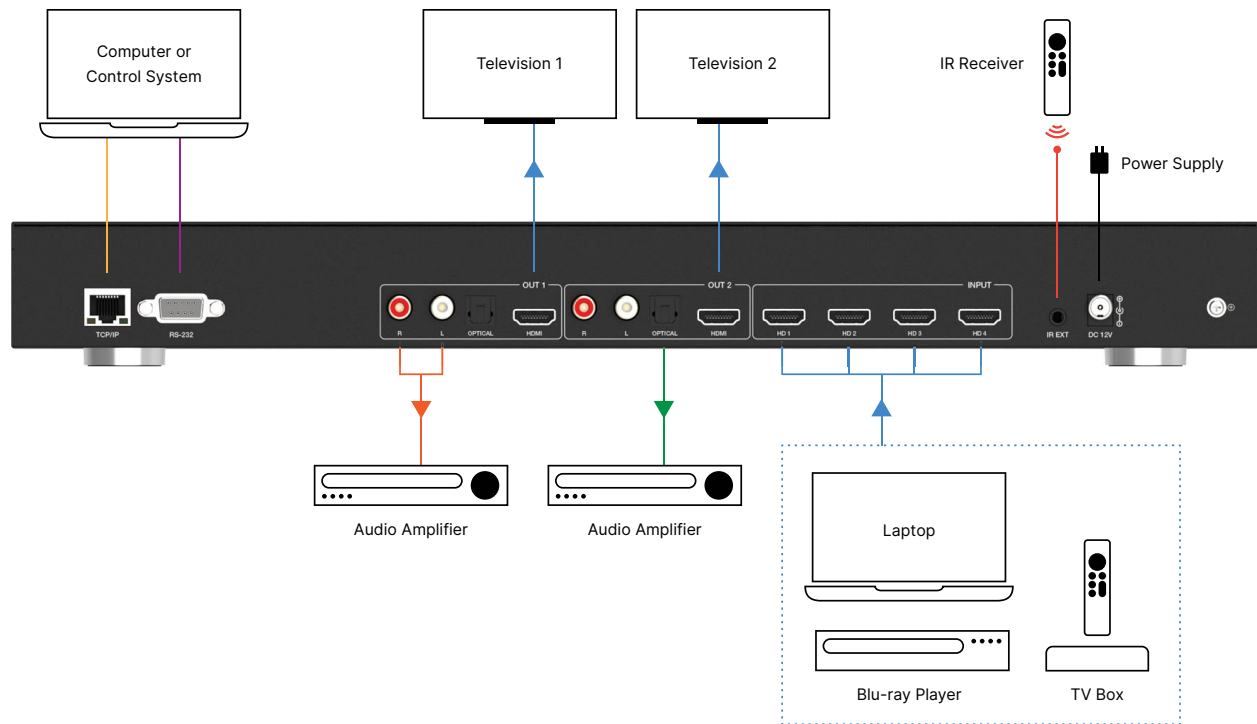 Computer or
Control System
Television 1
Television 2
IR Receiver
Power Supply
OUT 1
OUT 2
INPUT
R
L
OPTICAL
HDMI
R
L
OPTICAL
HDMI
HD 1
HD 2
HD 3
HD 4
TCP/IP
RS-232
IR EXT
DC 12V
Audio Amplifier
Audio Amplifier
Laptop
Blu-ray Player
TV Box